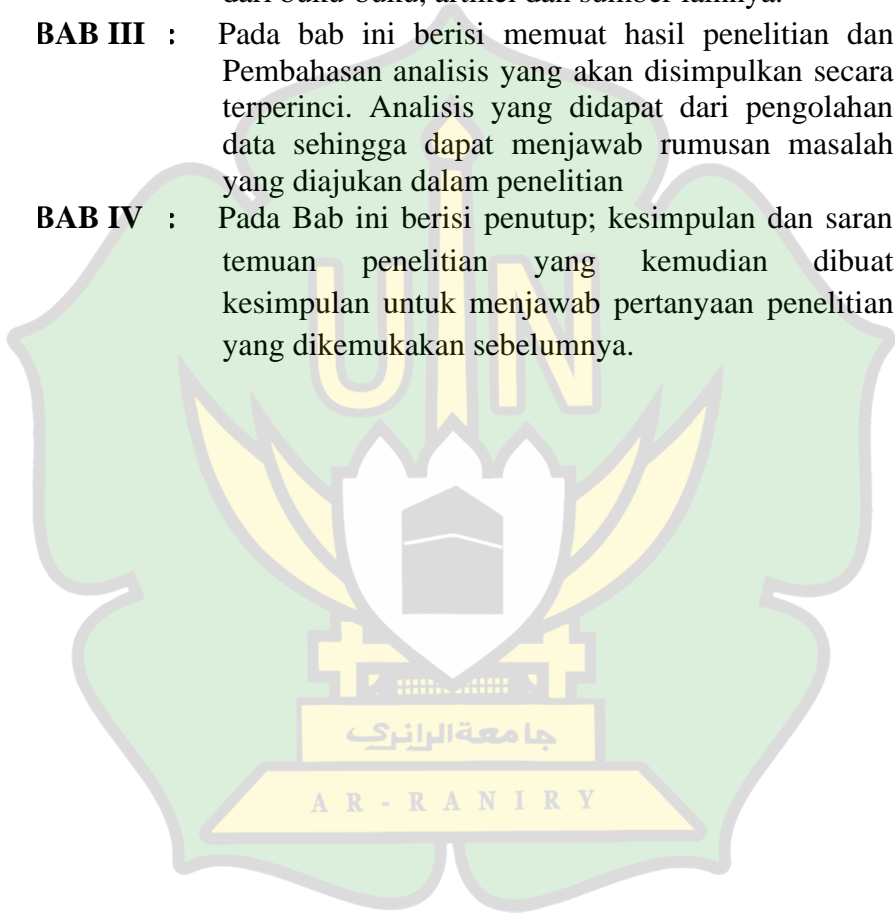 dari buku-buku, artikel dan sumber lainnya.
BAB III : Pada bab ini berisi memuat hasil penelitian dan
Pembahasan analisis yang akan disimpulkan secara
terperinci. Analisis yang didapat dari pengolahan
data sehingga dapat menjawab rumusan masalah
yang diajukan dalam penelitian
BAB IV : Pada Bab ini berisi penutup; kesimpulan dan saran
temuan penelitian yang kemudian dibuat
kesimpulan untuk menjawab pertanyaan penelitian
yang dikemukakan sebelumnya.
UIN
جامعة الرانري
AR-RANIRY